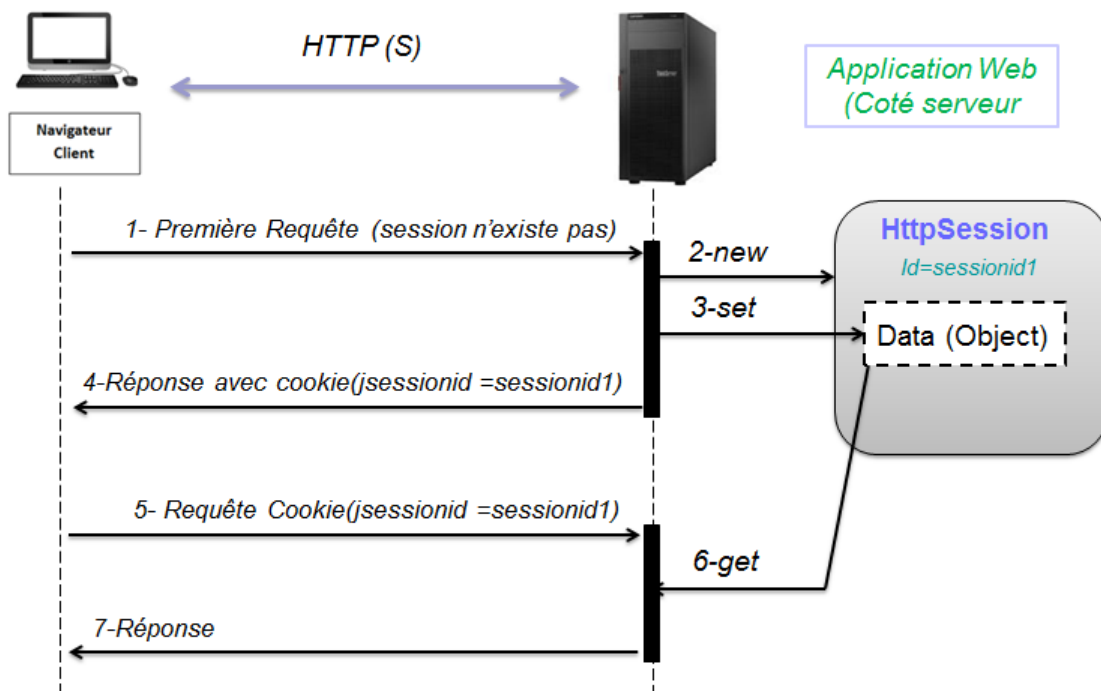 HTTP (S)
Application Web
(Coté serveur
Navigateur
Client
1- Première Requête (session n'existe pas)
HttpSession
Id=sessionid1
2-new
3-set
Data (Object)
4-Réponse avec cookie(jsessionid =sessionid1)
5- Requête Cookie(jsessionid =sessionid1)
6-get
7-Réponse